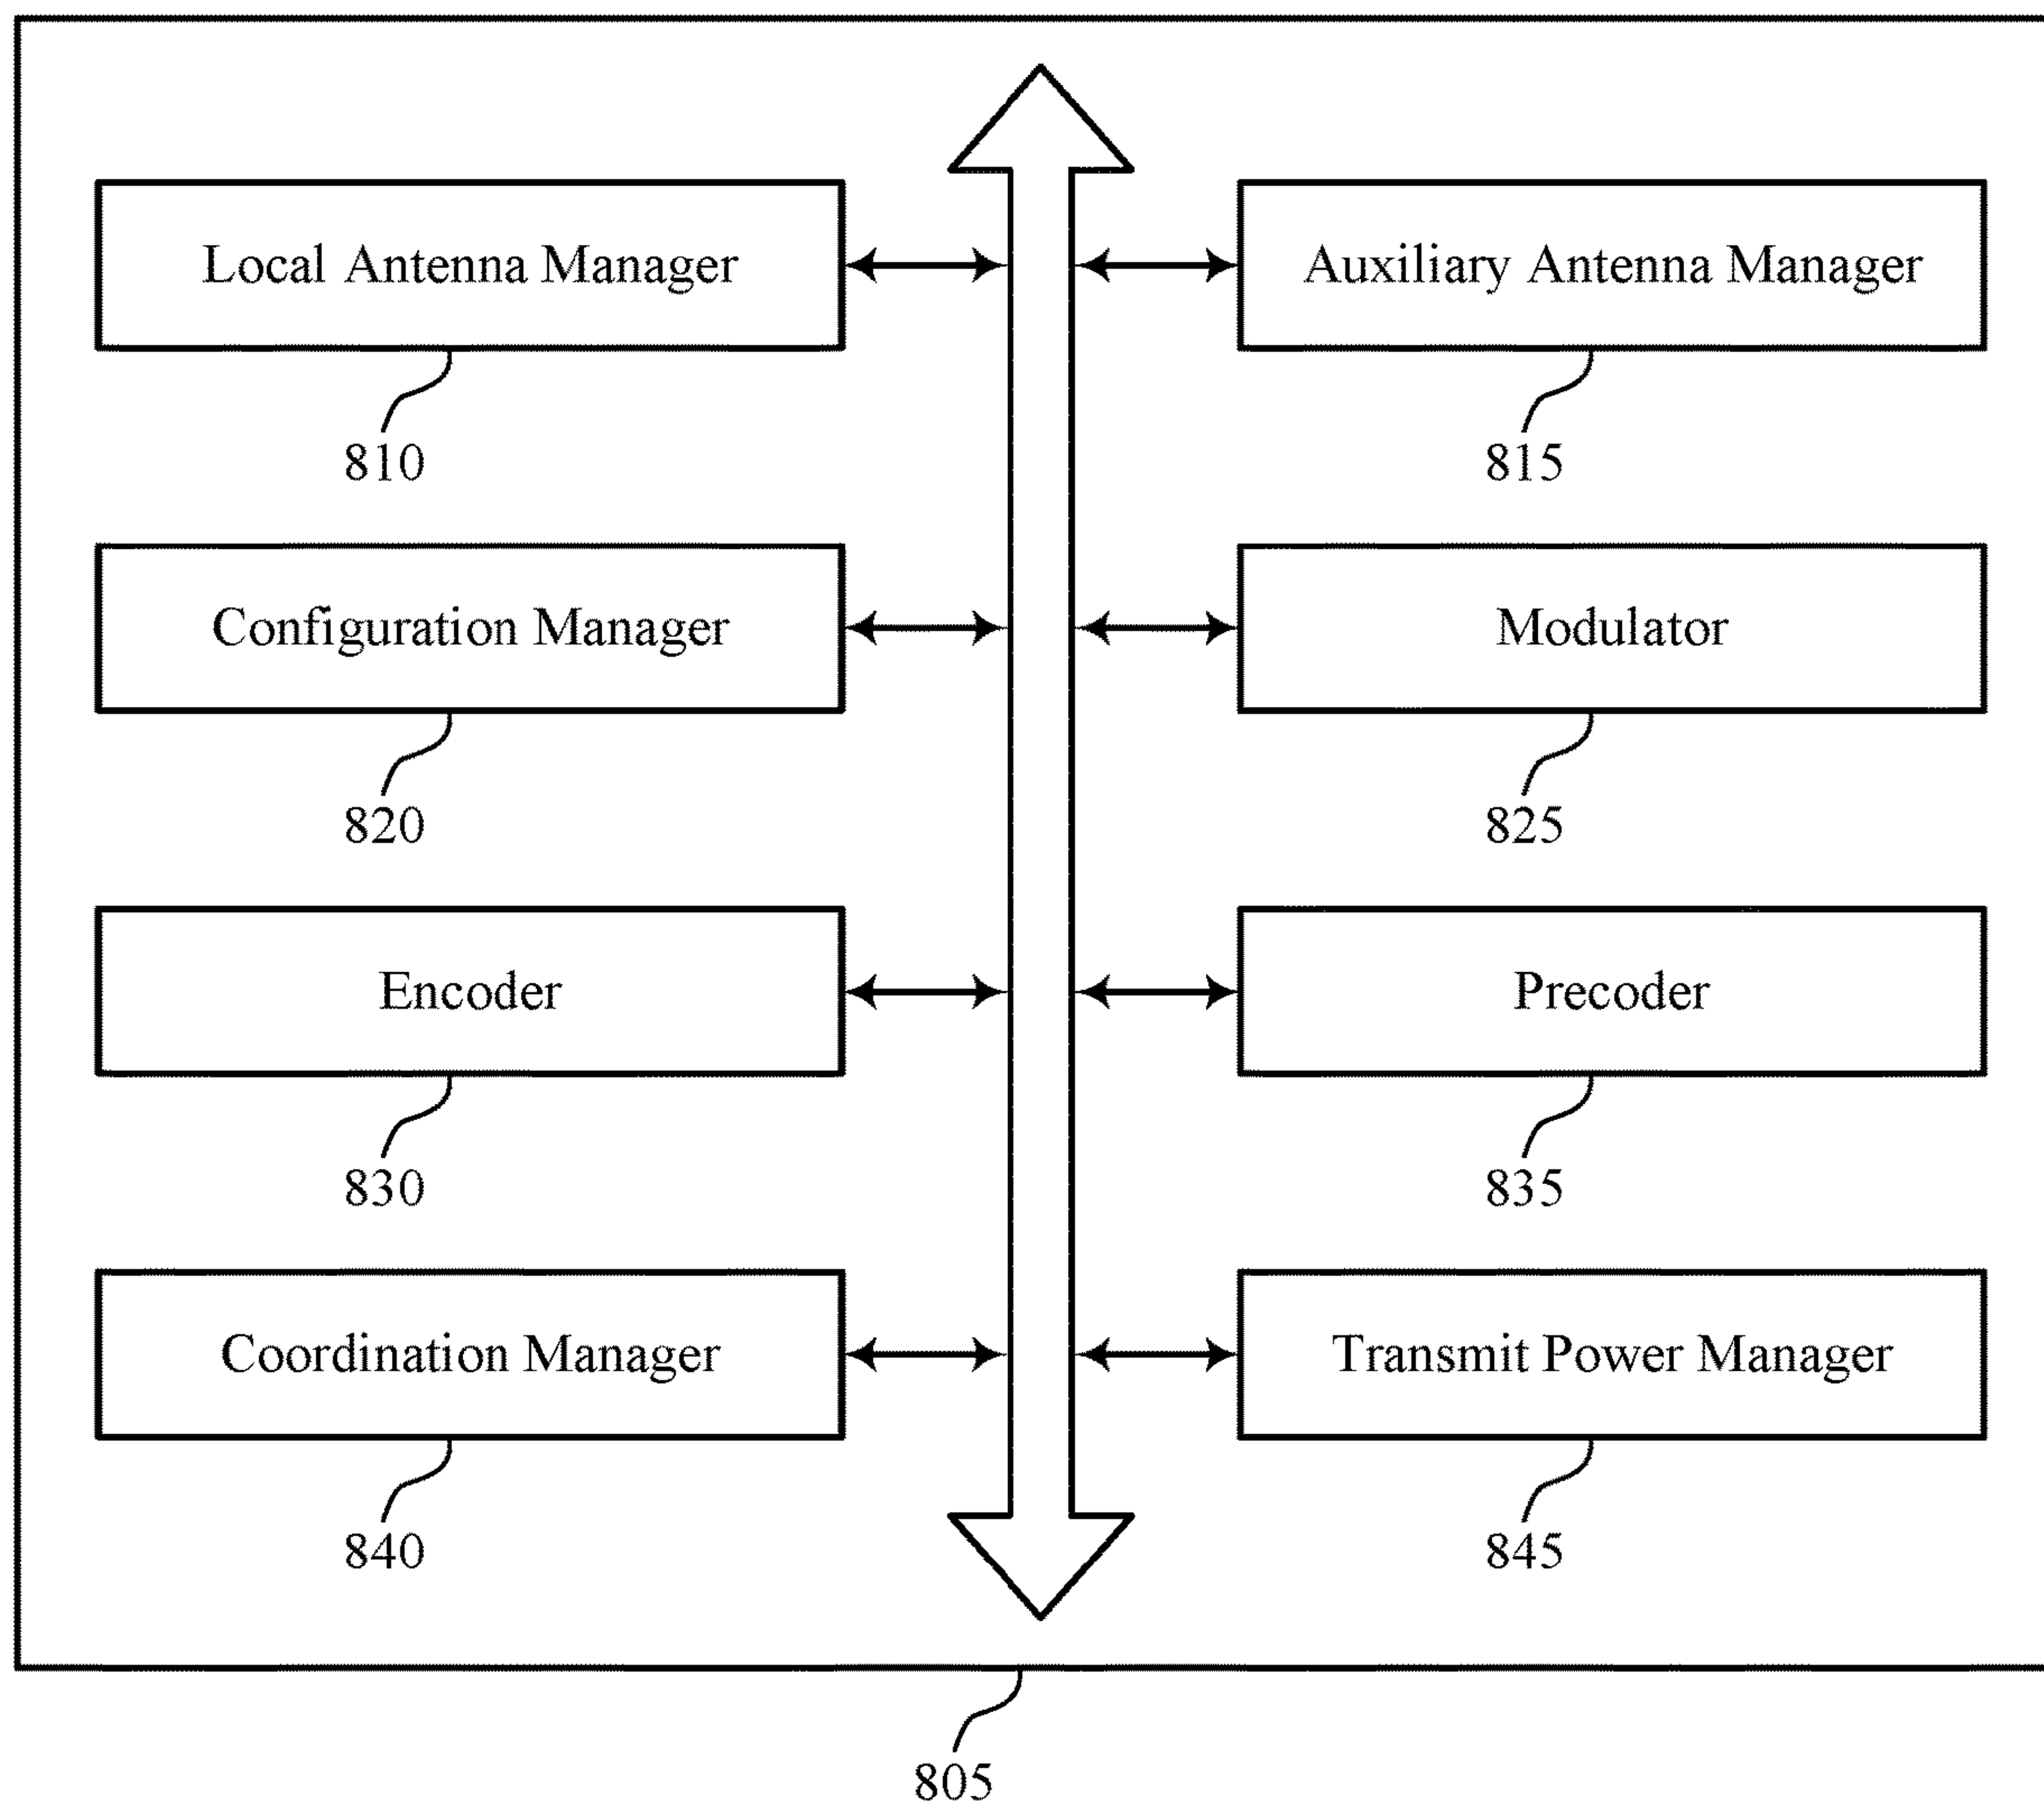 Local Antenna Manager
Auxiliary Antenna Manager
810
815
Configuration Manager
Modulator
820
825
Encoder
Precoder
830
835
Coordination Manager
Transmit Power Manager
840
845
805